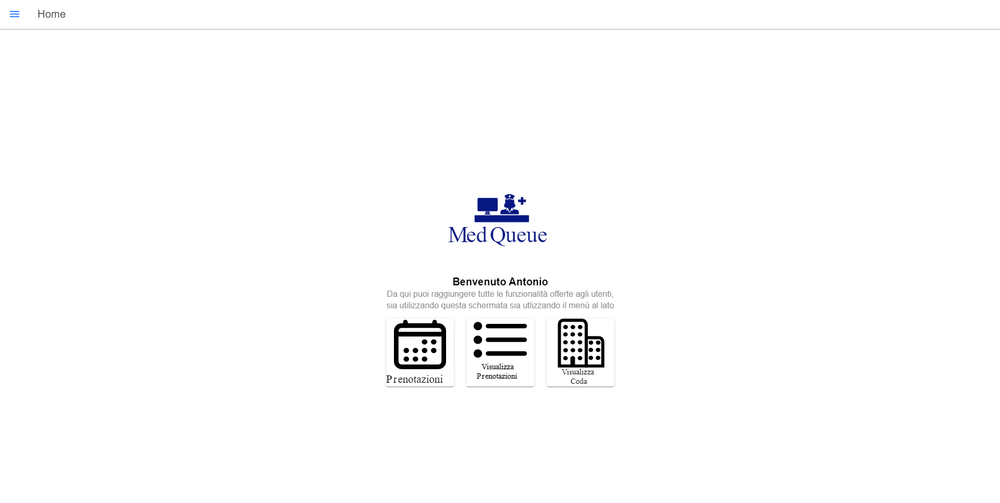 Home
Med Queue
Benvenuto Antonio
Da qui puoi raggiungere tutte le funzionalità offerte agli utenti,
sia utilizzando questa schermata sia utlizzando il menù al lato
Prenotazioni
Visualizza
Prenotazioni
Visualizza
Coda